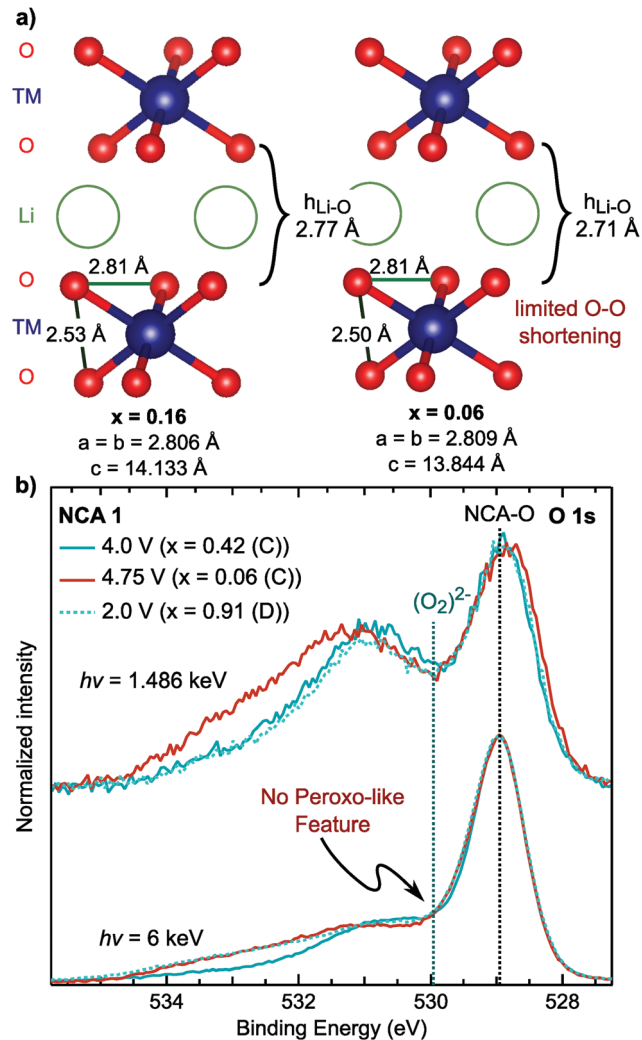 a)
O
TM
O
Li
O
TM
O
2.81 Å
2.53 Å
h_Li-O
2.77 Å
x = 0.16
a = b = 2.806 Å
c = 14.133 Å
2.81 Å
2.50 Å
h_Li-O
2.71 Å
limited O-O
shortening
x = 0.06
a = b = 2.809 Å
c = 13.844 Å
b)
NCA 1
NCA-O
O 1s
4.0 V (x = 0.42 (C))
4.75 V (x = 0.06 (C))
2.0 V (x = 0.91 (D))
(O₂)²⁻
hν = 1.486 keV
No Peroxo-like
Feature
hν = 6 keV
Normalized intensity
534
532
530
528
Binding Energy (eV)